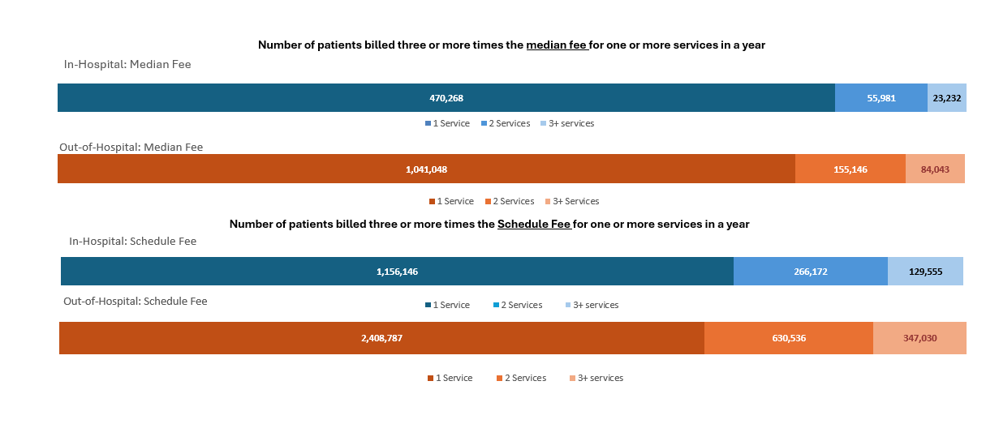 Number of patients billed three or more times the median fee for one or more services in a year
In-Hospital: Median Fee
470,268 55,981 23,232
1 Service 2 Services 3+ services
Out-of-Hospital: Median Fee
1,041,048 155,146 84,043
1 Service 2 Services 3+ Services
Number of patients billed three or more times the Schedule Fee for one or more services in a year
In-Hospital: Schedule Fee
1,156,146 266,172 129,555
Out-of-Hospital: Schedule Fee
1 Service 2 Services 3+ services
2,408,787 630,536 347,030
1 Service 2 Services 3+ services